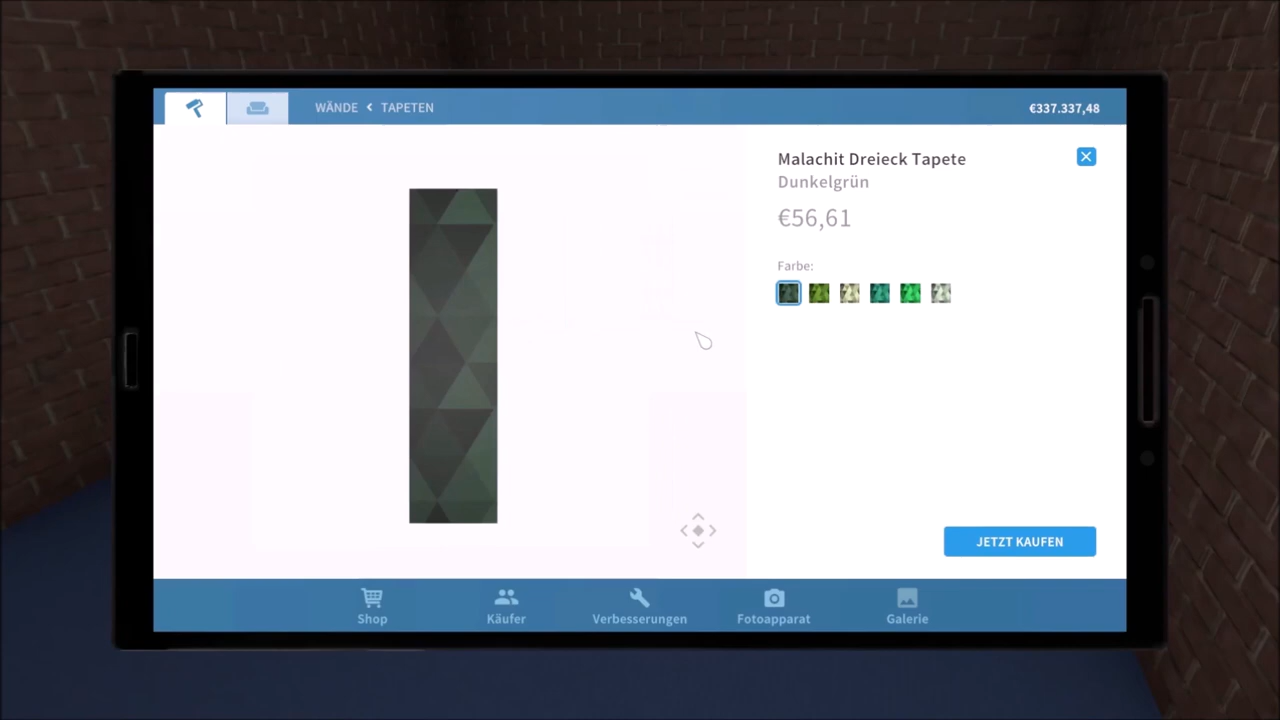 WÄNDE < TAPETEN
€337.337,48
Malachit Dreieck Tapete
Dunkelgrün
€56,61
Farbe:
JETZT KAUFEN
Shop
Käufer
Verbesserungen
Fotoapparat
Galerie